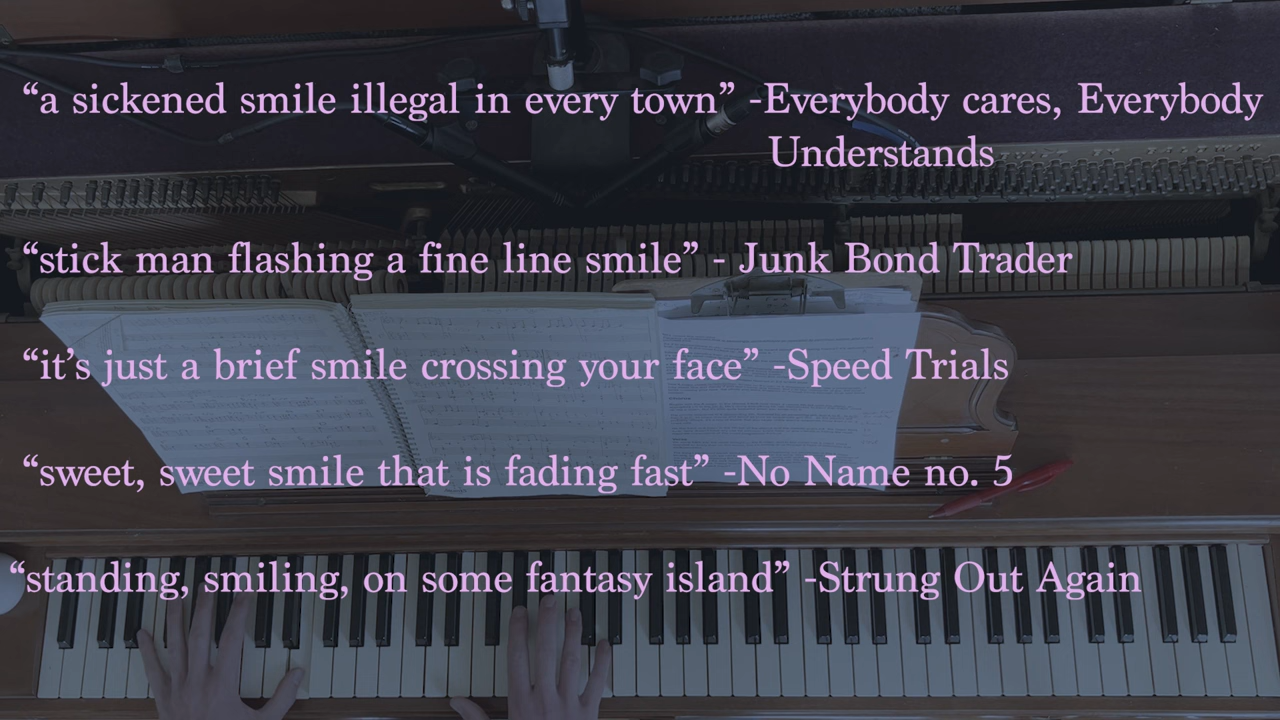 “a sickened smile illegal in every town” -Everybody cares, Everybody
Understands
“stick man flashing a fine line smile” - Junk Bond Trader
“it’s just a brief smile crossing your face” -Speed Trials
“sweet, sweet smile that is fading fast” -No Name no. 5
“standing, smiling, on some fantasy island” -Strung Out Again